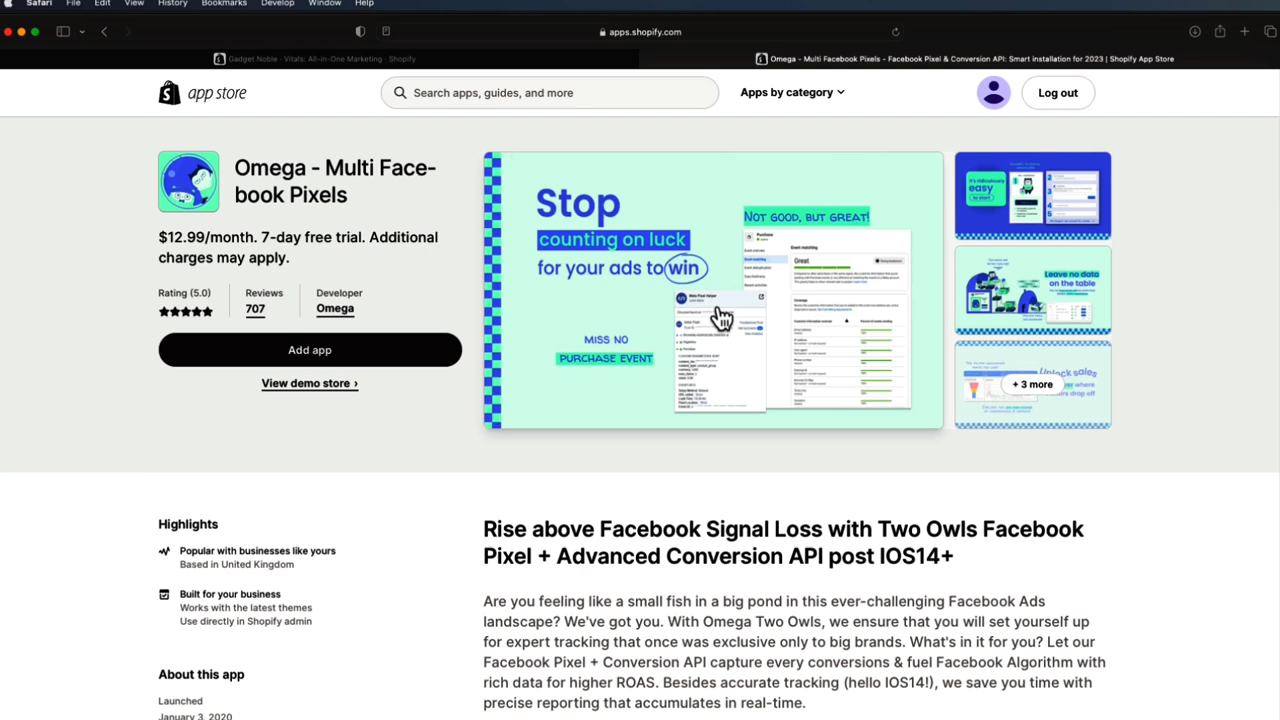 Safari File Edit View History Bookmarks Develop Window Help
apps.shopify.com
Gadget Noble · Vitals: All-in-One Marketing · Shopify
Omega - Multi Facebook Pixels - Facebook Pixel & Conversion API: Smart installation for 2023 | Shopify App Store
app store
Search apps, guides, and more
Apps by category
Log out
Omega - Multi Face-
book Pixels
$12.99/month. 7-day free trial. Additional
charges may apply.
Rating (5.0)
Reviews
707
Developer
Omega
Add app
View demo store ›
Stop
counting on luck
for your ads to win
MISS NO
PURCHASE EVENT
NOT GOOD, BUT GREAT!
Purchase
Event matching
Great
It's ridiculously
easy
to start
Leave no data
on the table
Unlock sales
+ 3 more
Highlights
Popular with businesses like yours
Based in United Kingdom
Built for your business
Works with the latest themes
Use directly in Shopify admin
About this app
Launched
January 3, 2020
Rise above Facebook Signal Loss with Two Owls Facebook
Pixel + Advanced Conversion API post IOS14+
Are you feeling like a small fish in a big pond in this ever-challenging Facebook Ads
landscape? We've got you. With Omega Two Owls, we ensure that you will set yourself up
for expert tracking that once was exclusive only to big brands. What's in it for you? Let our
Facebook Pixel + Conversion API capture every conversions & fuel Facebook Algorithm with
rich data for higher ROAS. Besides accurate tracking (hello IOS14!), we save you time with
precise reporting that accumulates in real-time.